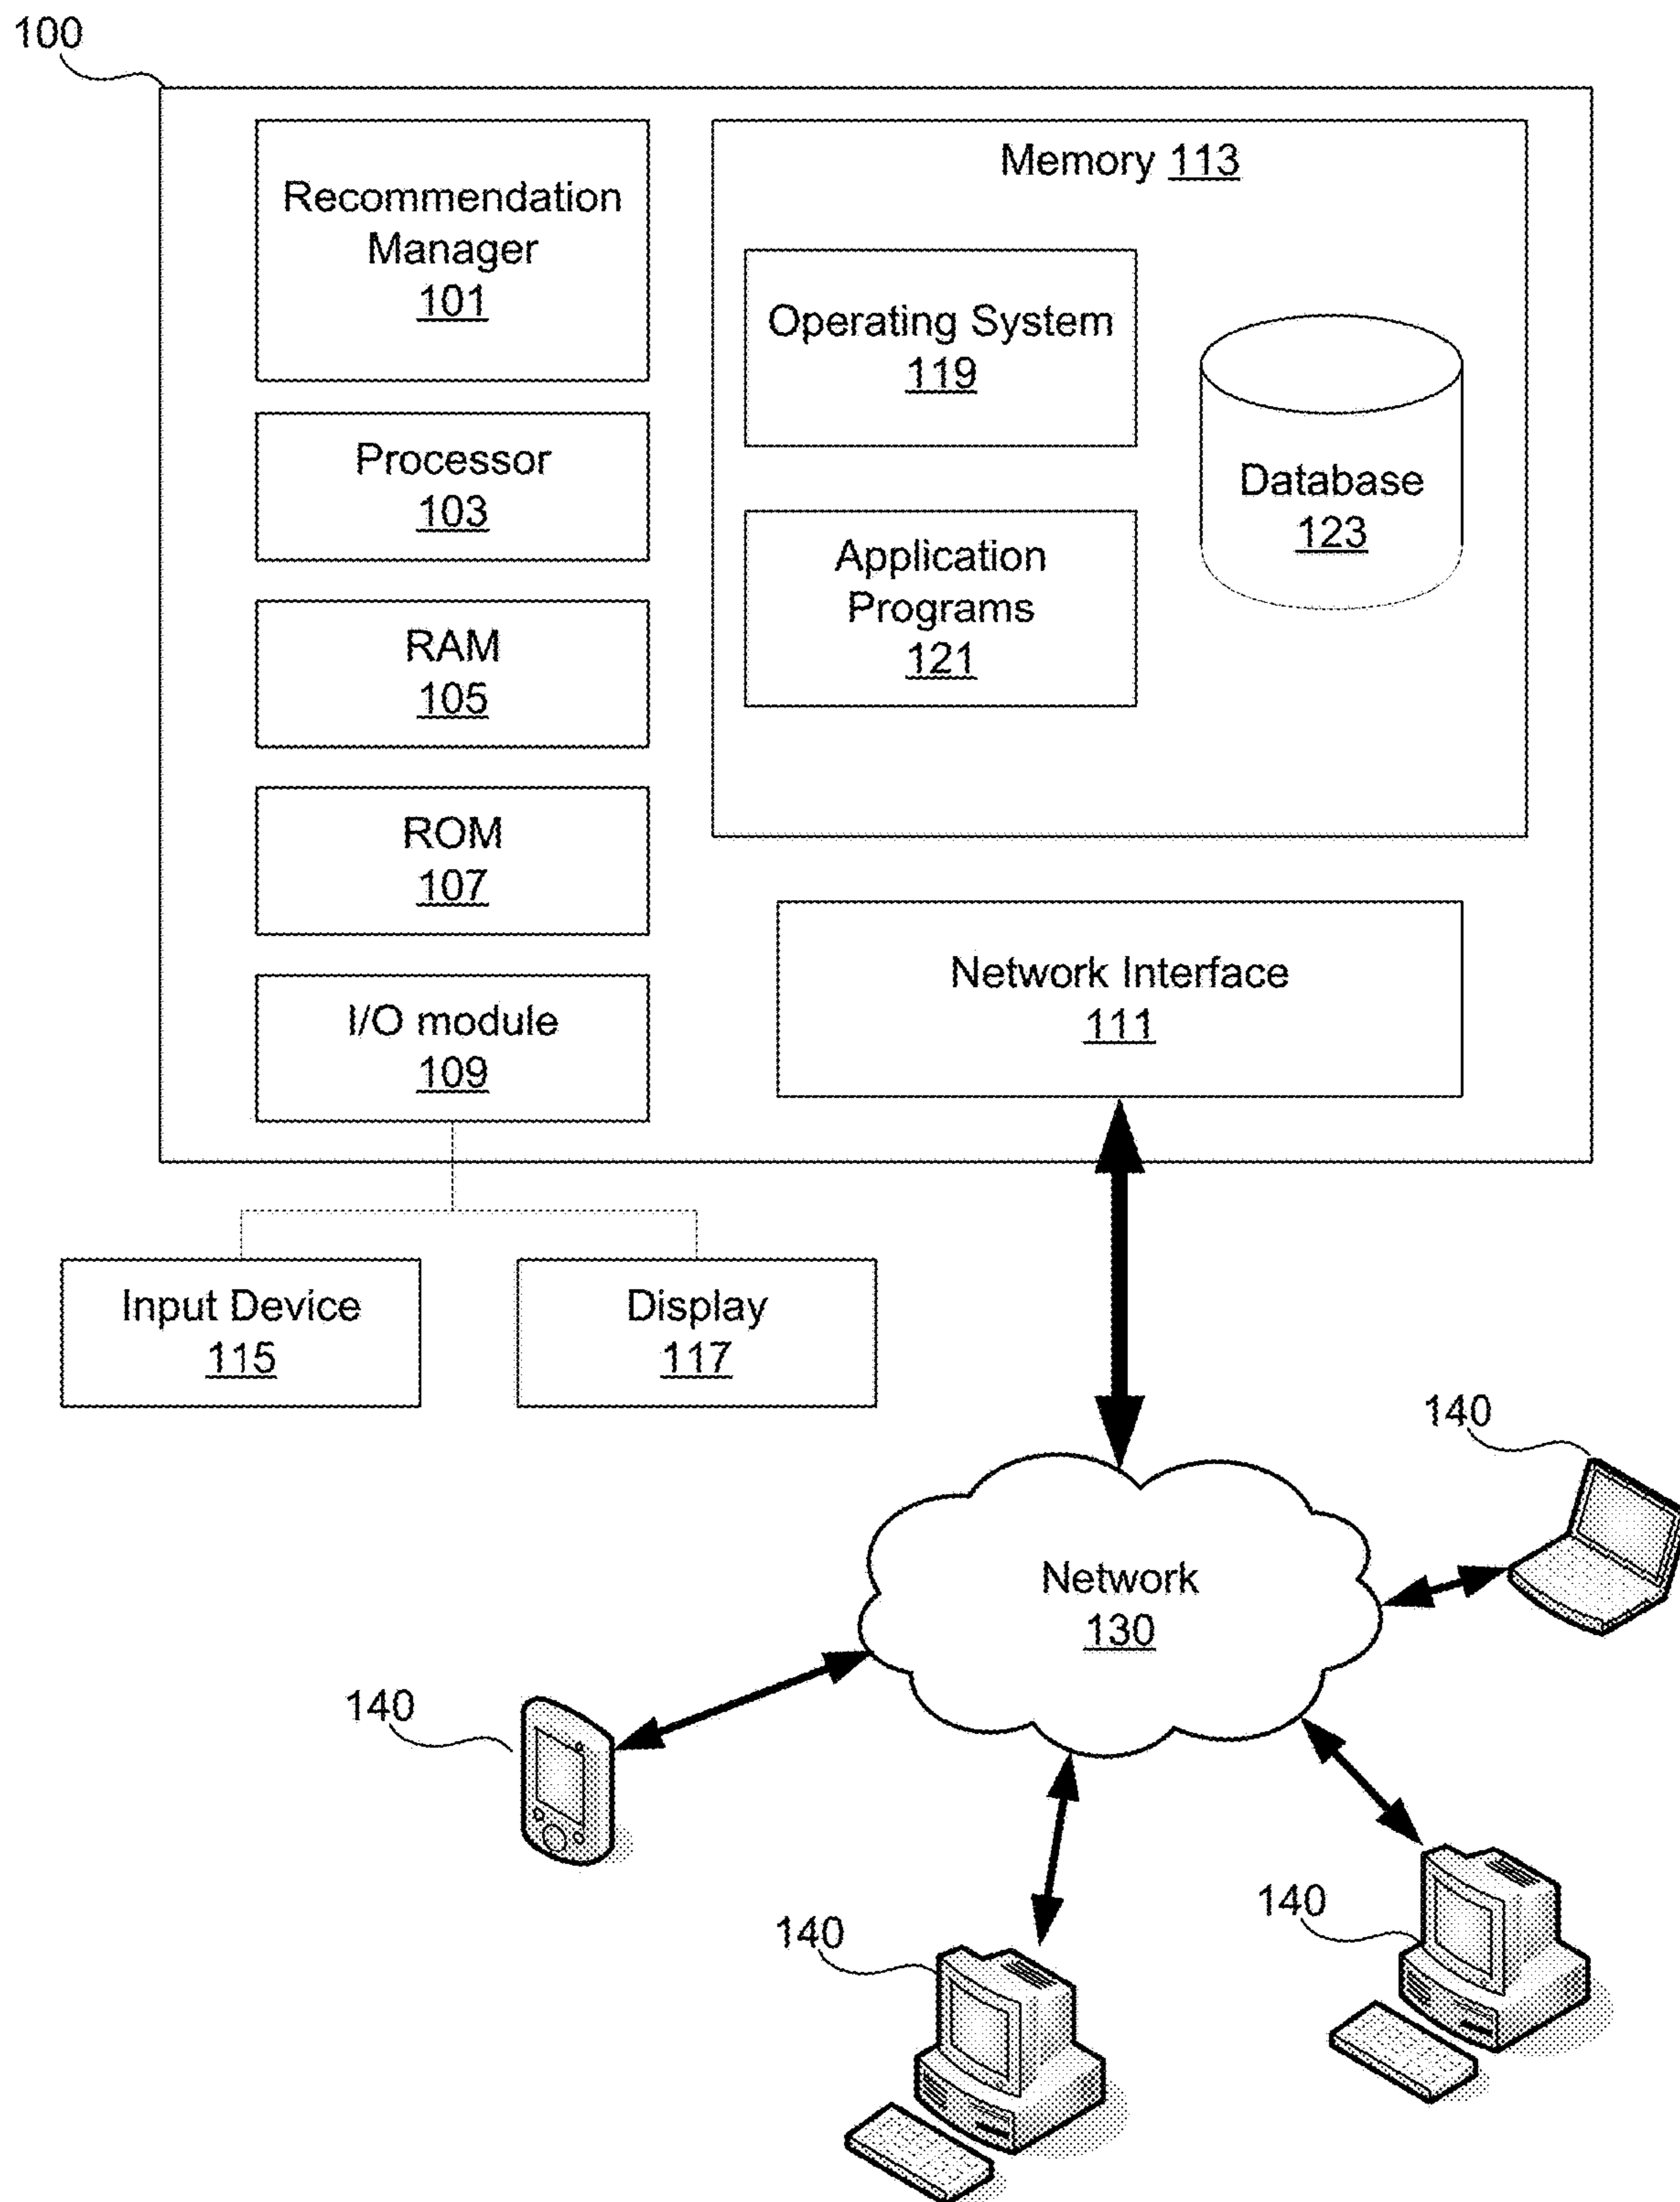 100
Recommendation
Manager
101
Processor
103
RAM
105
ROM
107
I/O module
109
Memory 113
Operating System
119
Application
Programs
121
Database
123
Network Interface
111
Input Device
115
Display
117
Network
130
140
140
140
140